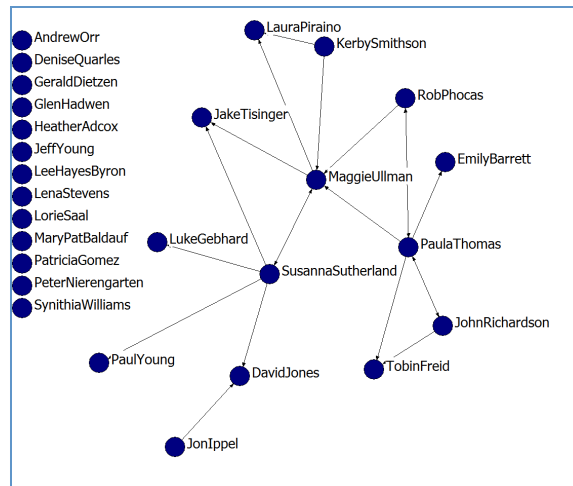 AndrewOrr
DeniseQuarles
GeraldDietzen
GlenHadwen
HeatherAdcox
JeffYoung
LeeHayesByron
LenaStevens
LorieSaal
MaryPatBaldauf
PatriciaGomez
PeterNierengarten
SynithiaWilliams
LauraPiraino
KerbySmithson
RobPhocas
JakeTisinger
EmilyBarrett
MaggieUllman
LukeGebhard
PaulaThomas
SusannaSutherland
JohnRichardson
PaulYoung
DavidJones
TobinFreid
JonIppel